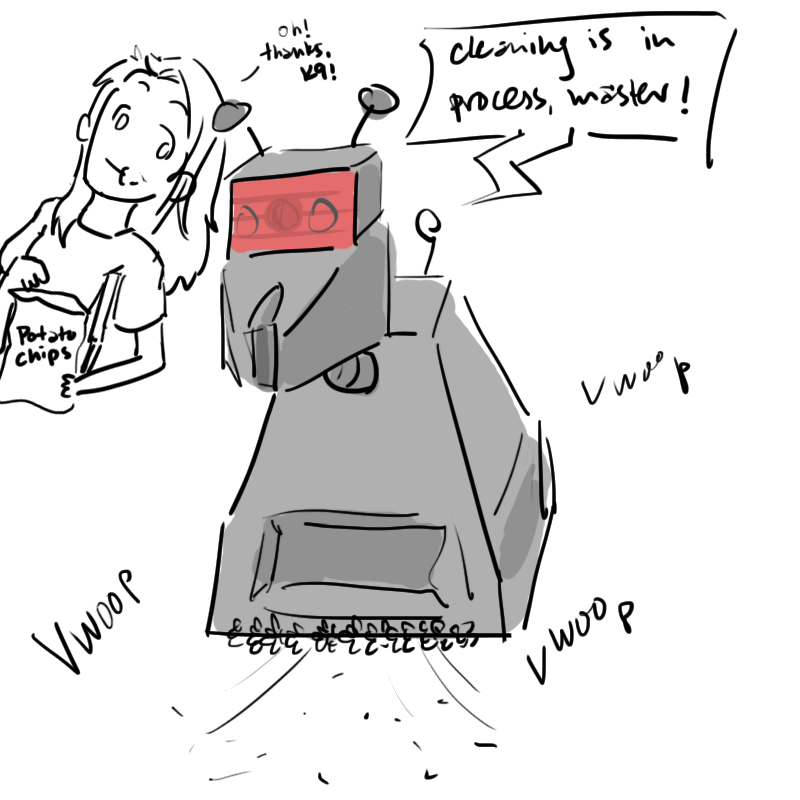 oh!
thanks,
K9!
cleaning is in
process, master!
Potato
chips
vwoop
vwoop
vwoop